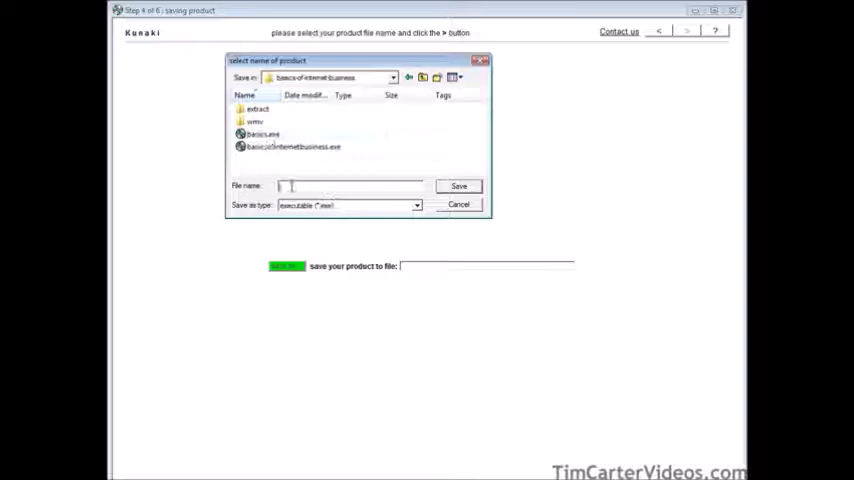 Step 4 of 6: saving product
Kunaki please select your product file name and click the > button Contact us < > ?
select name of product
Save in: basics-of-internet-business
Name Date modif... Type Size Tags
extract
wmv
basics.exe
basicsofinternetbusiness.exe
File name: Save
Save as type: executable (*.exe) Cancel
save your product to file:
TimCarterVideos.com